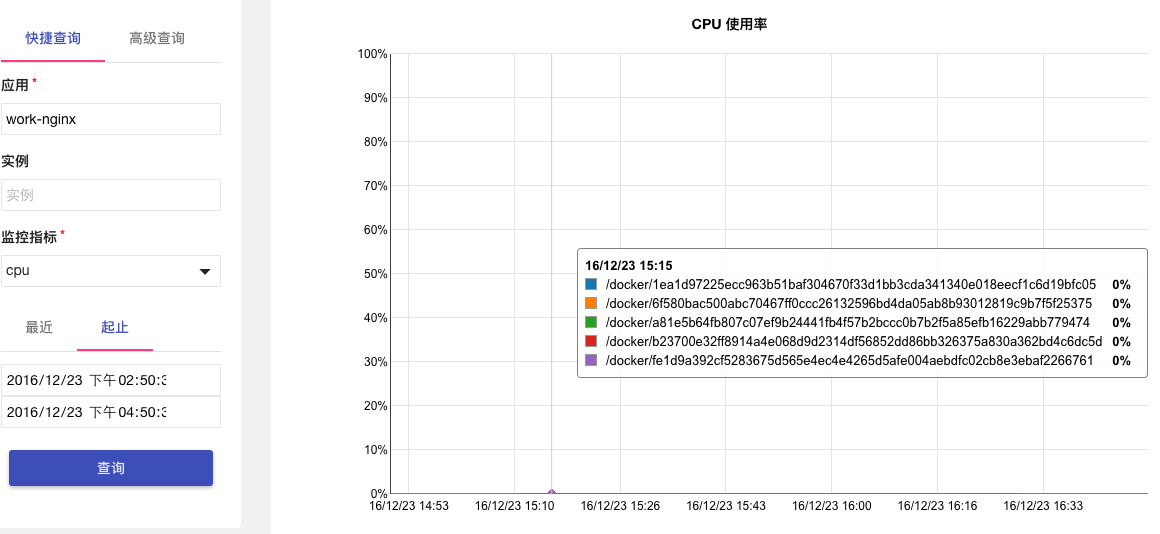 快捷查询 高级查询
应用 *
work-nginx
实例
实例
监控指标 *
cpu
最近 起止
2016/12/23 下午02:50:3
2016/12/23 下午04:50:3
查询
CPU 使用率
100%
90%
80%
70%
60%
50%
40%
30%
20%
10%
0%
16/12/23 15:15
/docker/1ea1d97225ecc963b51baf304670f33d1bb3cda341340e018eecf1c6d19bfc05 0%
/docker/6f580bac500abc70467ff0ccc26132596bd4da05ab8b93012819c9b7f5f25375 0%
/docker/a81e5b64fb807c07ef9b24441fb4f57b2bccc0b7b2f5a85efb16229abb779474 0%
/docker/b23700e32ff8914a4e068d9d2314df56852dd86bb326375a830a362bd4c6dc5d 0%
/docker/fe1d9a392cf5283675d565e4ec4e4265d5afe004aebdfc02cb8e3ebaf2266761 0%
16/12/23 14:53 16/12/23 15:10 16/12/23 15:26 16/12/23 15:43 16/12/23 16:00 16/12/23 16:16 16/12/23 16:33